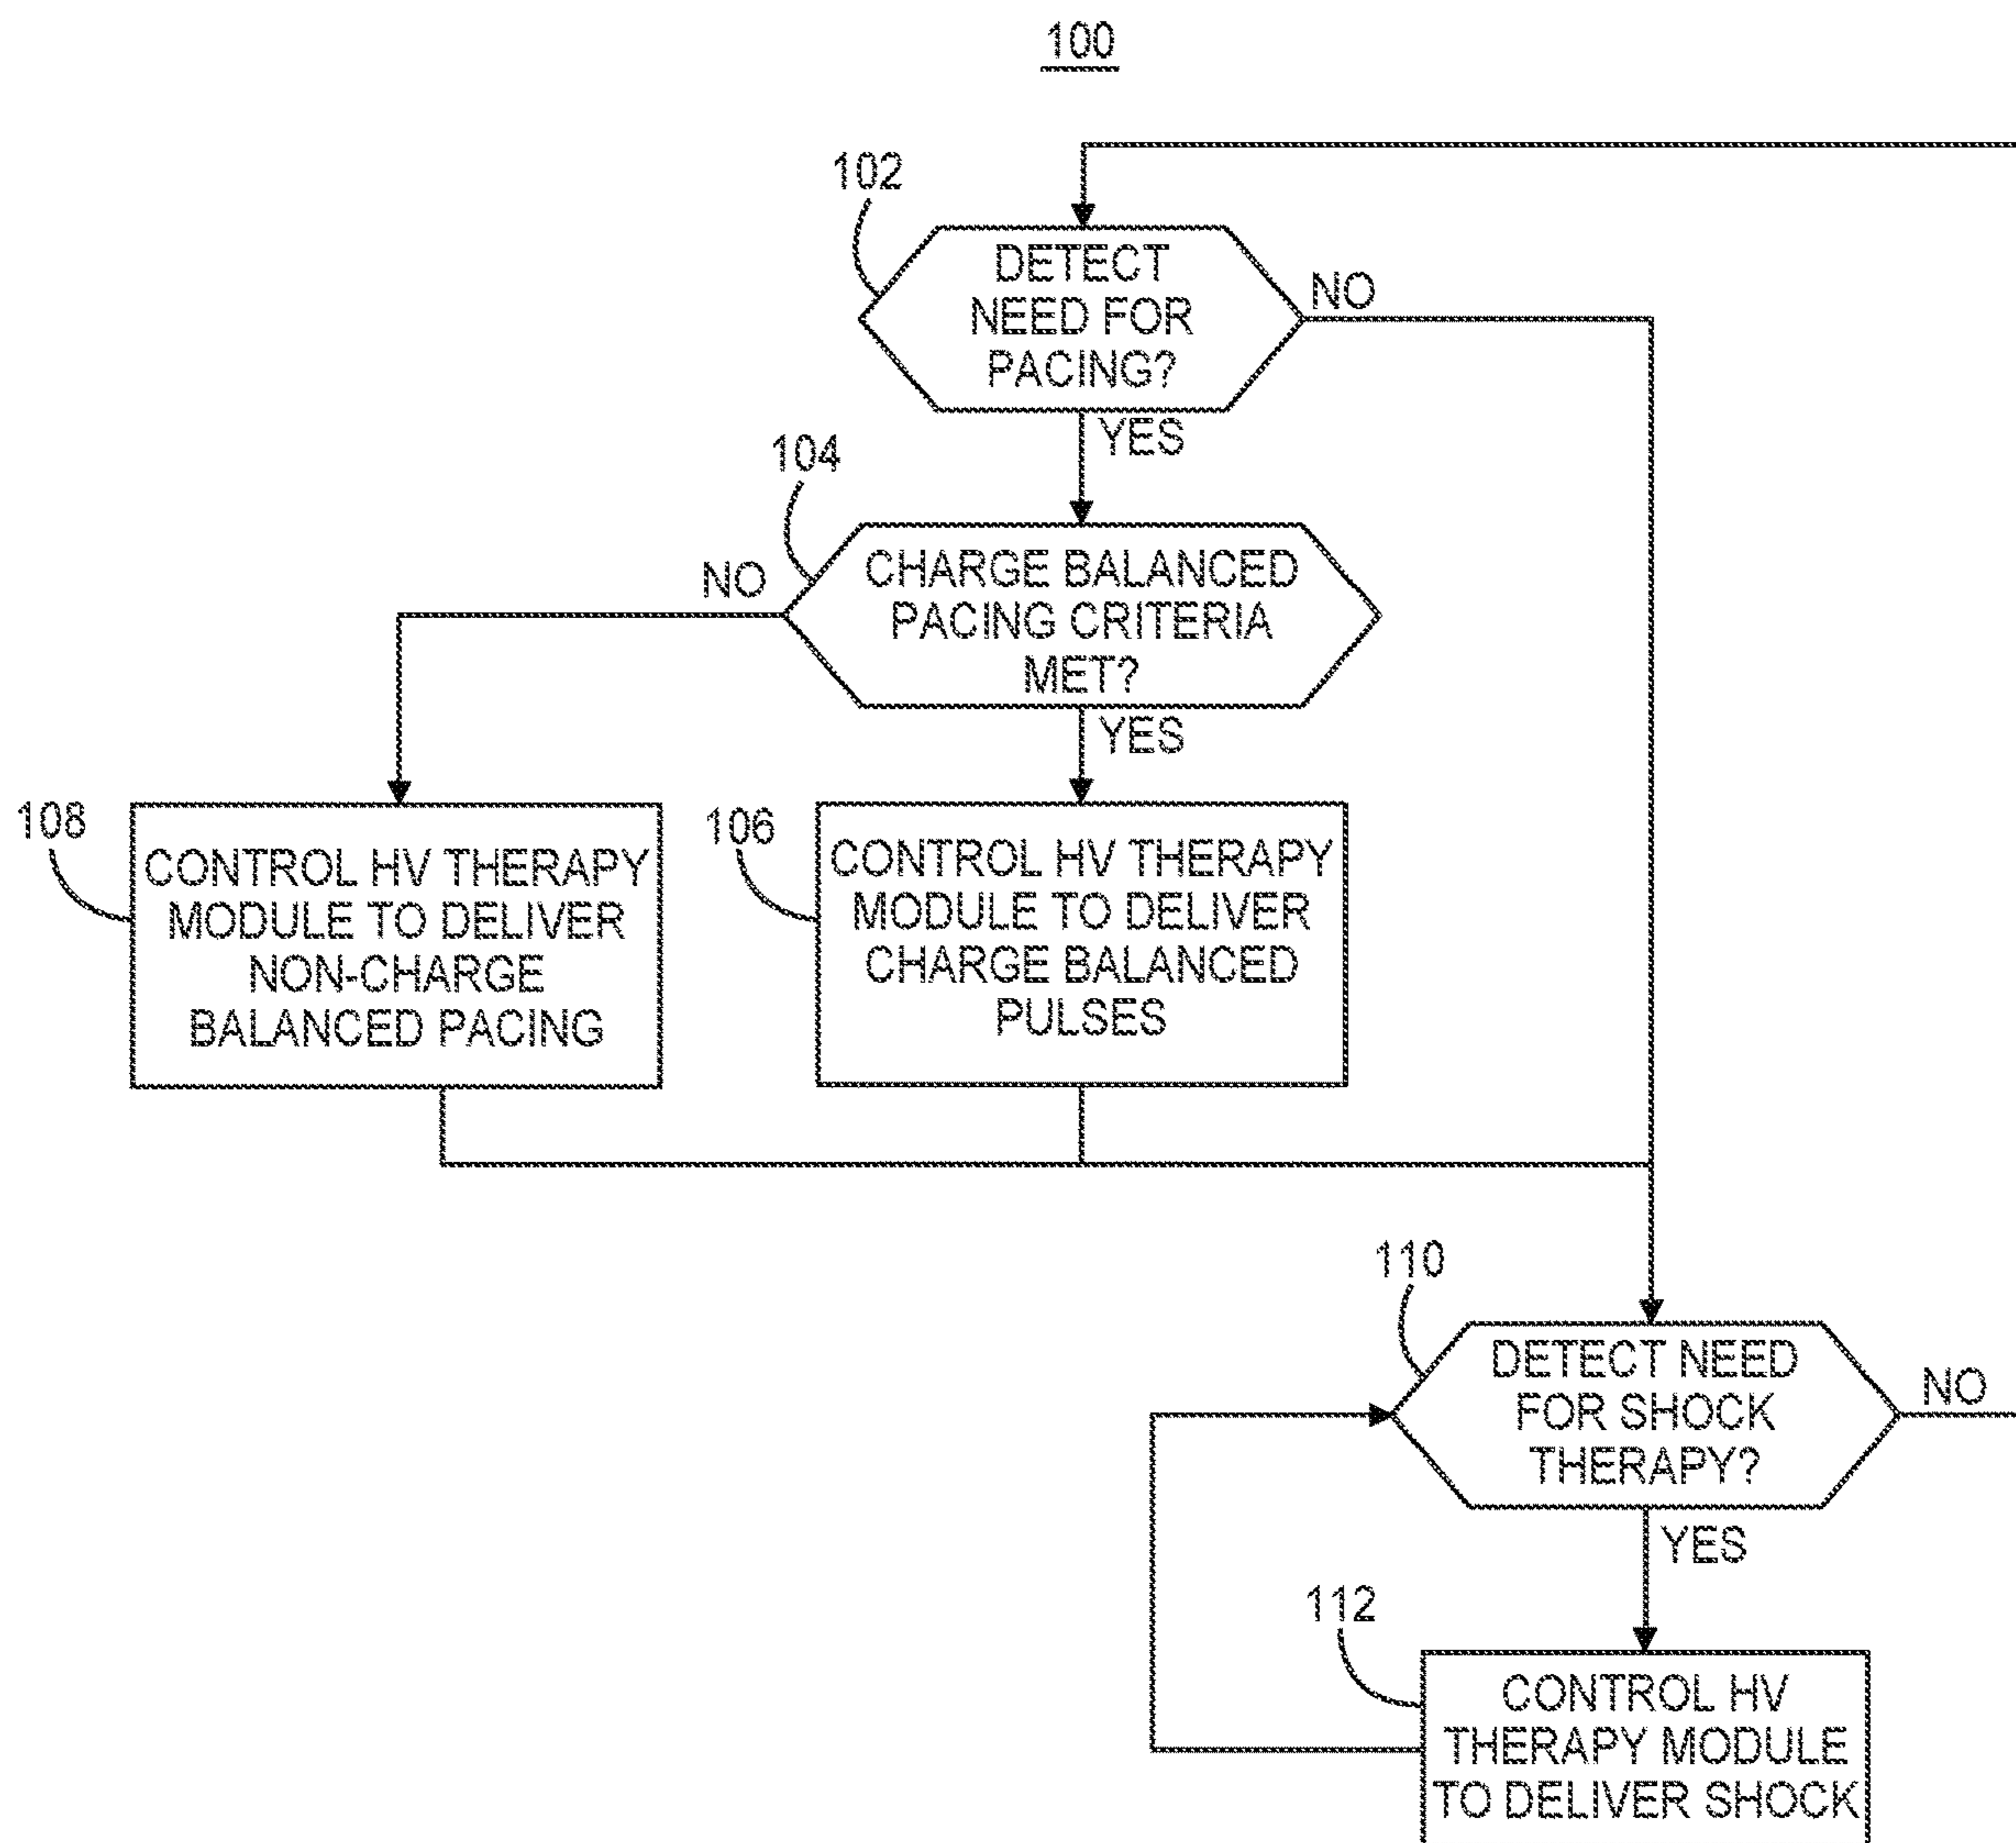 100
102
DETECT
NEED FOR
PACING?
NO
YES
104
CHARGE BALANCED
PACING CRITERIA
MET?
NO
YES
108
CONTROL HV THERAPY
MODULE TO DELIVER
NON-CHARGE
BALANCED PACING
106
CONTROL HV THERAPY
MODULE TO DELIVER
CHARGE BALANCED
PULSES
110
DETECT NEED
FOR SHOCK
THERAPY?
NO
YES
112
CONTROL HV
THERAPY MODULE
TO DELIVER SHOCK